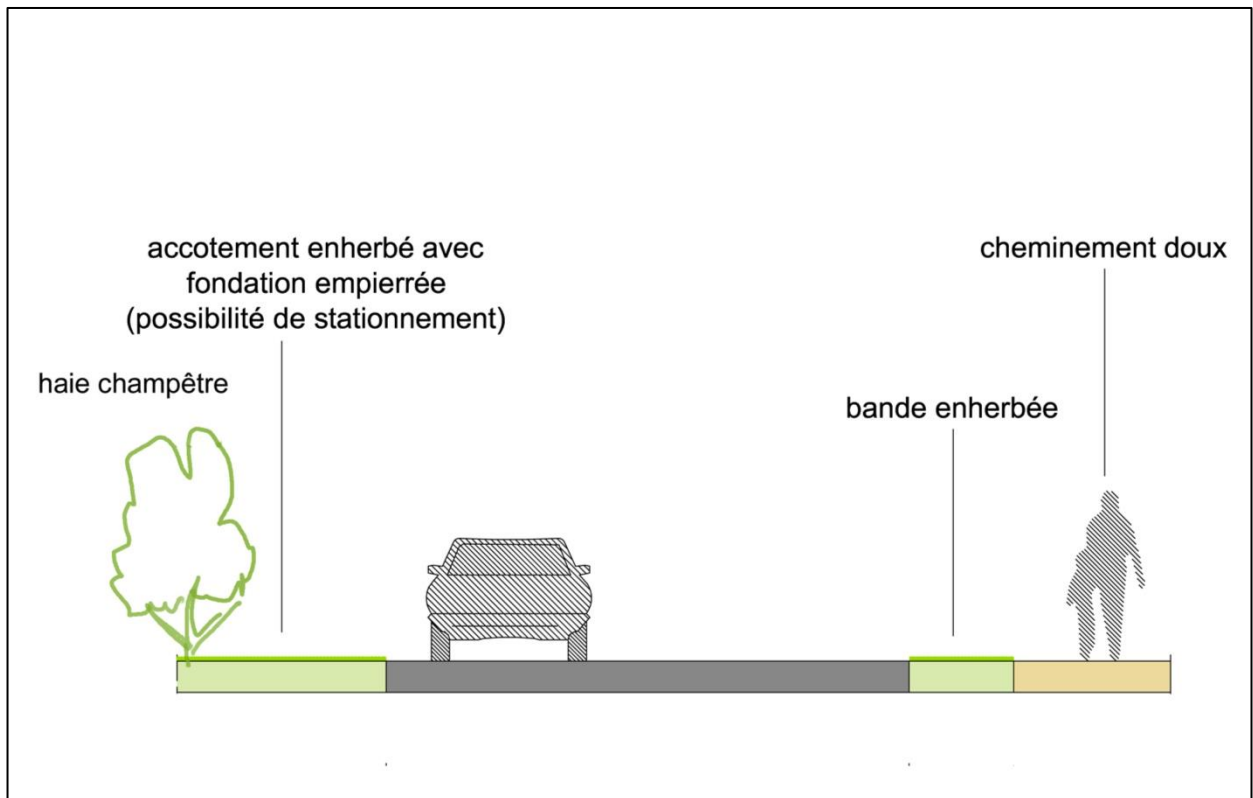 accotement enherbé avec
fondation empierrée
(possibilité de stationnement)
cheminement doux
haie champêtre
bande enherbée